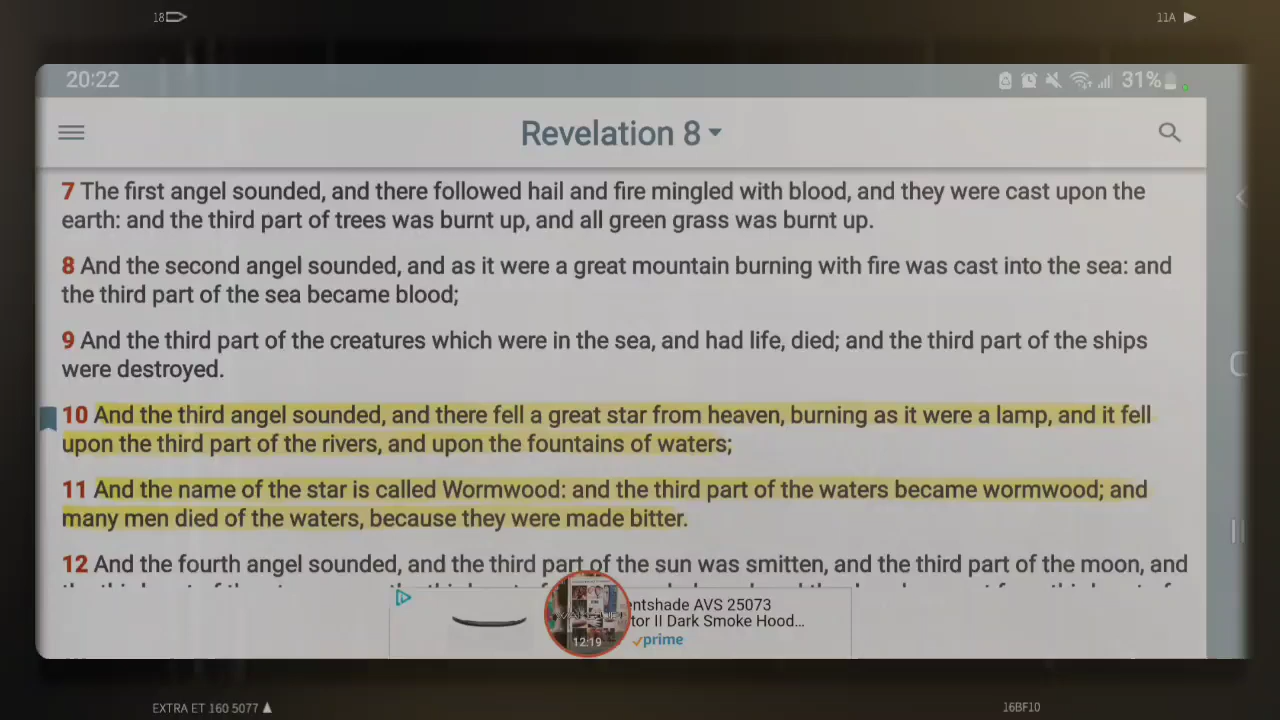 18
11A
20:22
31%
Revelation 8
7 The first angel sounded, and there followed hail and fire mingled with blood, and they were cast upon the
earth: and the third part of trees was burnt up, and all green grass was burnt up.
8 And the second angel sounded, and as it were a great mountain burning with fire was cast into the sea: and
the third part of the sea became blood;
9 And the third part of the creatures which were in the sea, and had life, died; and the third part of the ships
were destroyed.
10 And the third angel sounded, and there fell a great star from heaven, burning as it were a lamp, and it fell
upon the third part of the rivers, and upon the fountains of waters;
11 And the name of the star is called Wormwood: and the third part of the waters became wormwood; and
many men died of the waters, because they were made bitter.
12 And the fourth angel sounded, and the third part of the sun was smitten, and the third part of the moon, and
entshade AVS 25073
tor II Dark Smoke Hood...
prime
12:19
EXTRA ET 160 5077
16BF10